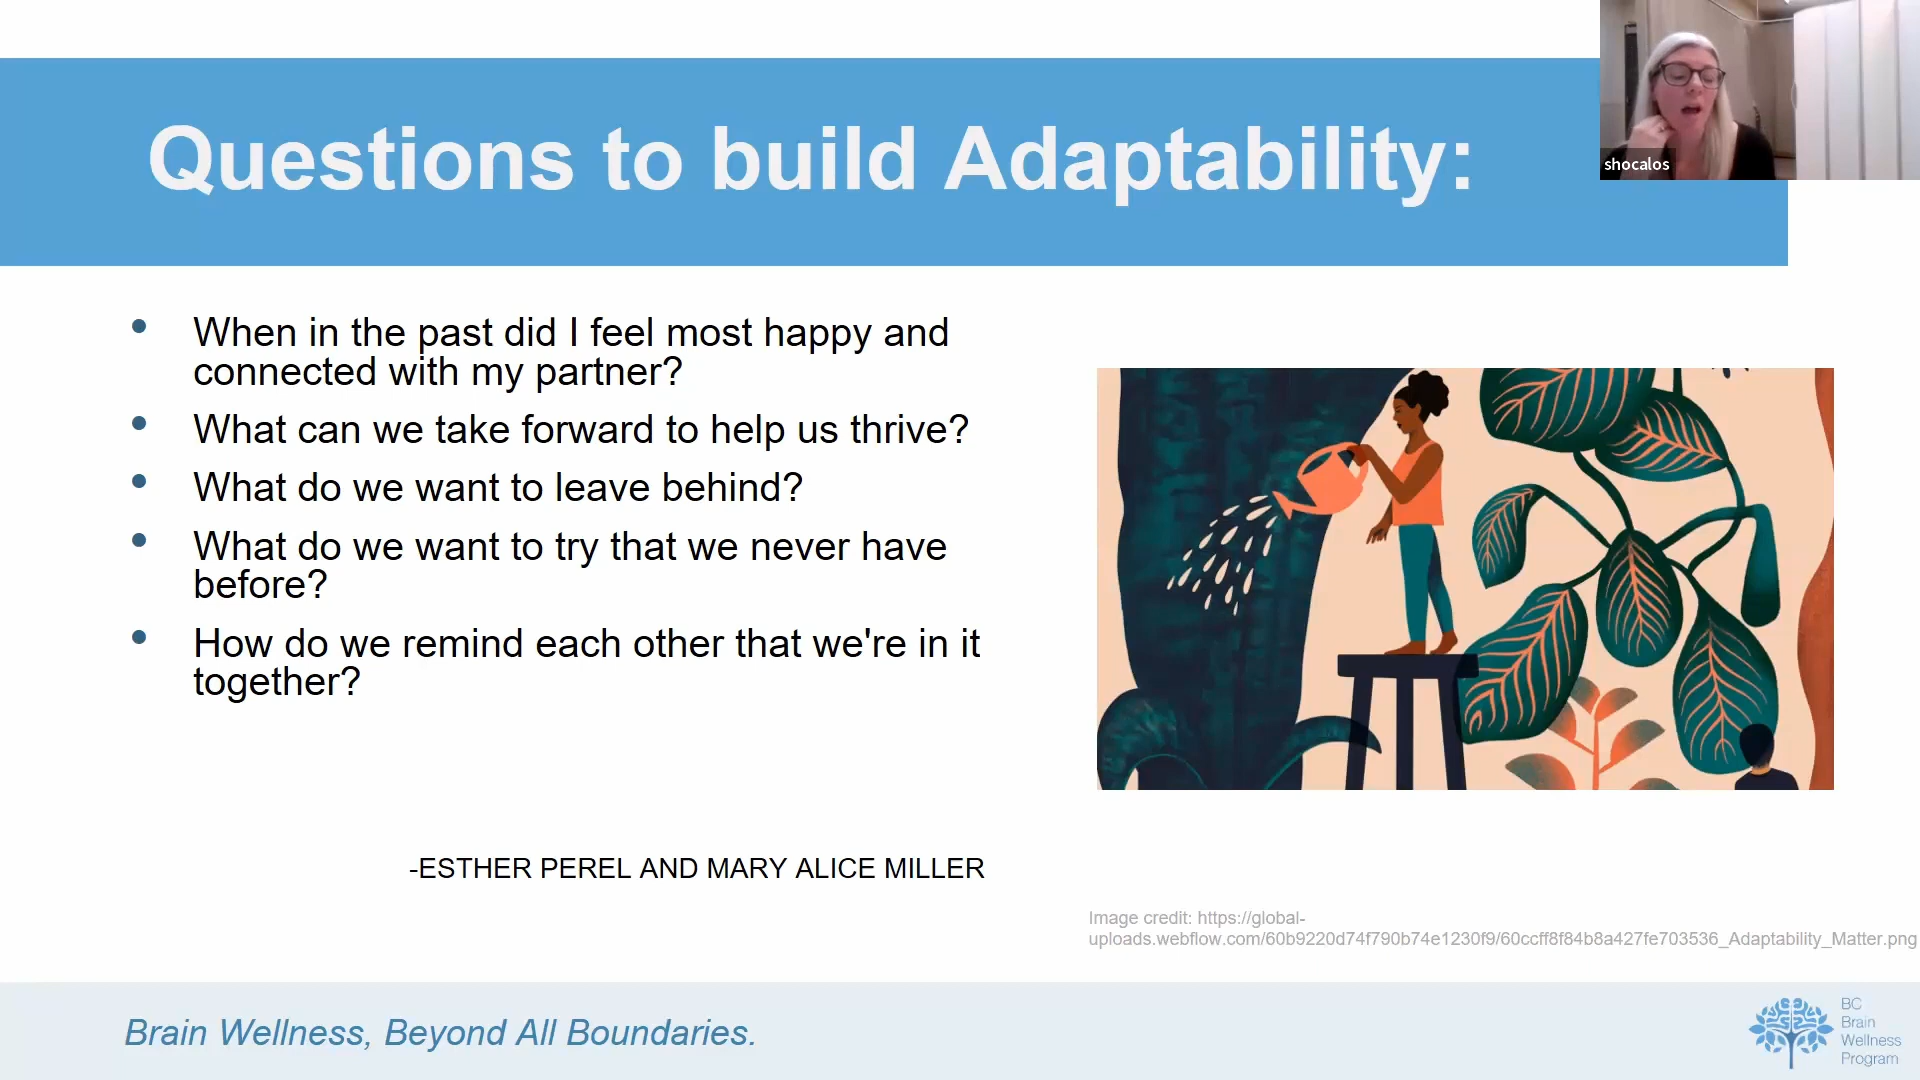 Questions to build Adaptability:
shocalos
• When in the past did I feel most happy and
connected with my partner?
• What can we take forward to help us thrive?
• What do we want to leave behind?
• What do we want to try that we never have
before?
• How do we remind each other that we're in it
together?
-ESTHER PEREL AND MARY ALICE MILLER
Image credit: https://global-
uploads.webflow.com/60b9220d74f790b74e1230f9/60ccff8f84b8a427fe703536_Adaptability_Matter.png
Brain Wellness, Beyond All Boundaries.
BC
Brain
Wellness
Program